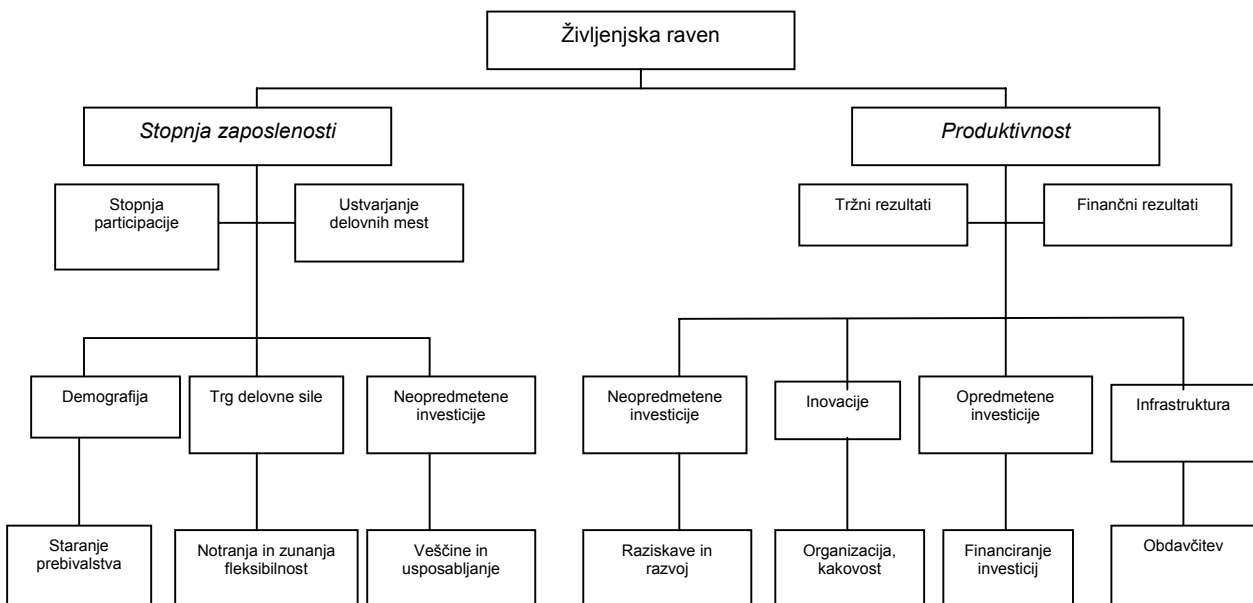 Življenjska raven
Stopnja zaposlenosti
Produktivnost
Stopnja
participacije
Ustvarjanje
delovnih mest
Tržni rezultati
Finančni rezultati
Demografija
Trg delovne sile
Neopredmetene
investicije
Neopredmetene
investicije
Inovacije
Opredmetene
investicije
Infrastruktura
Staranje
prebivalstva
Notranja in zunanja
fleksibilnost
Veščine in
usposabljanje
Raziskave in
razvoj
Organizacija,
kakovost
Financiranje
investicij
Obdavčitev